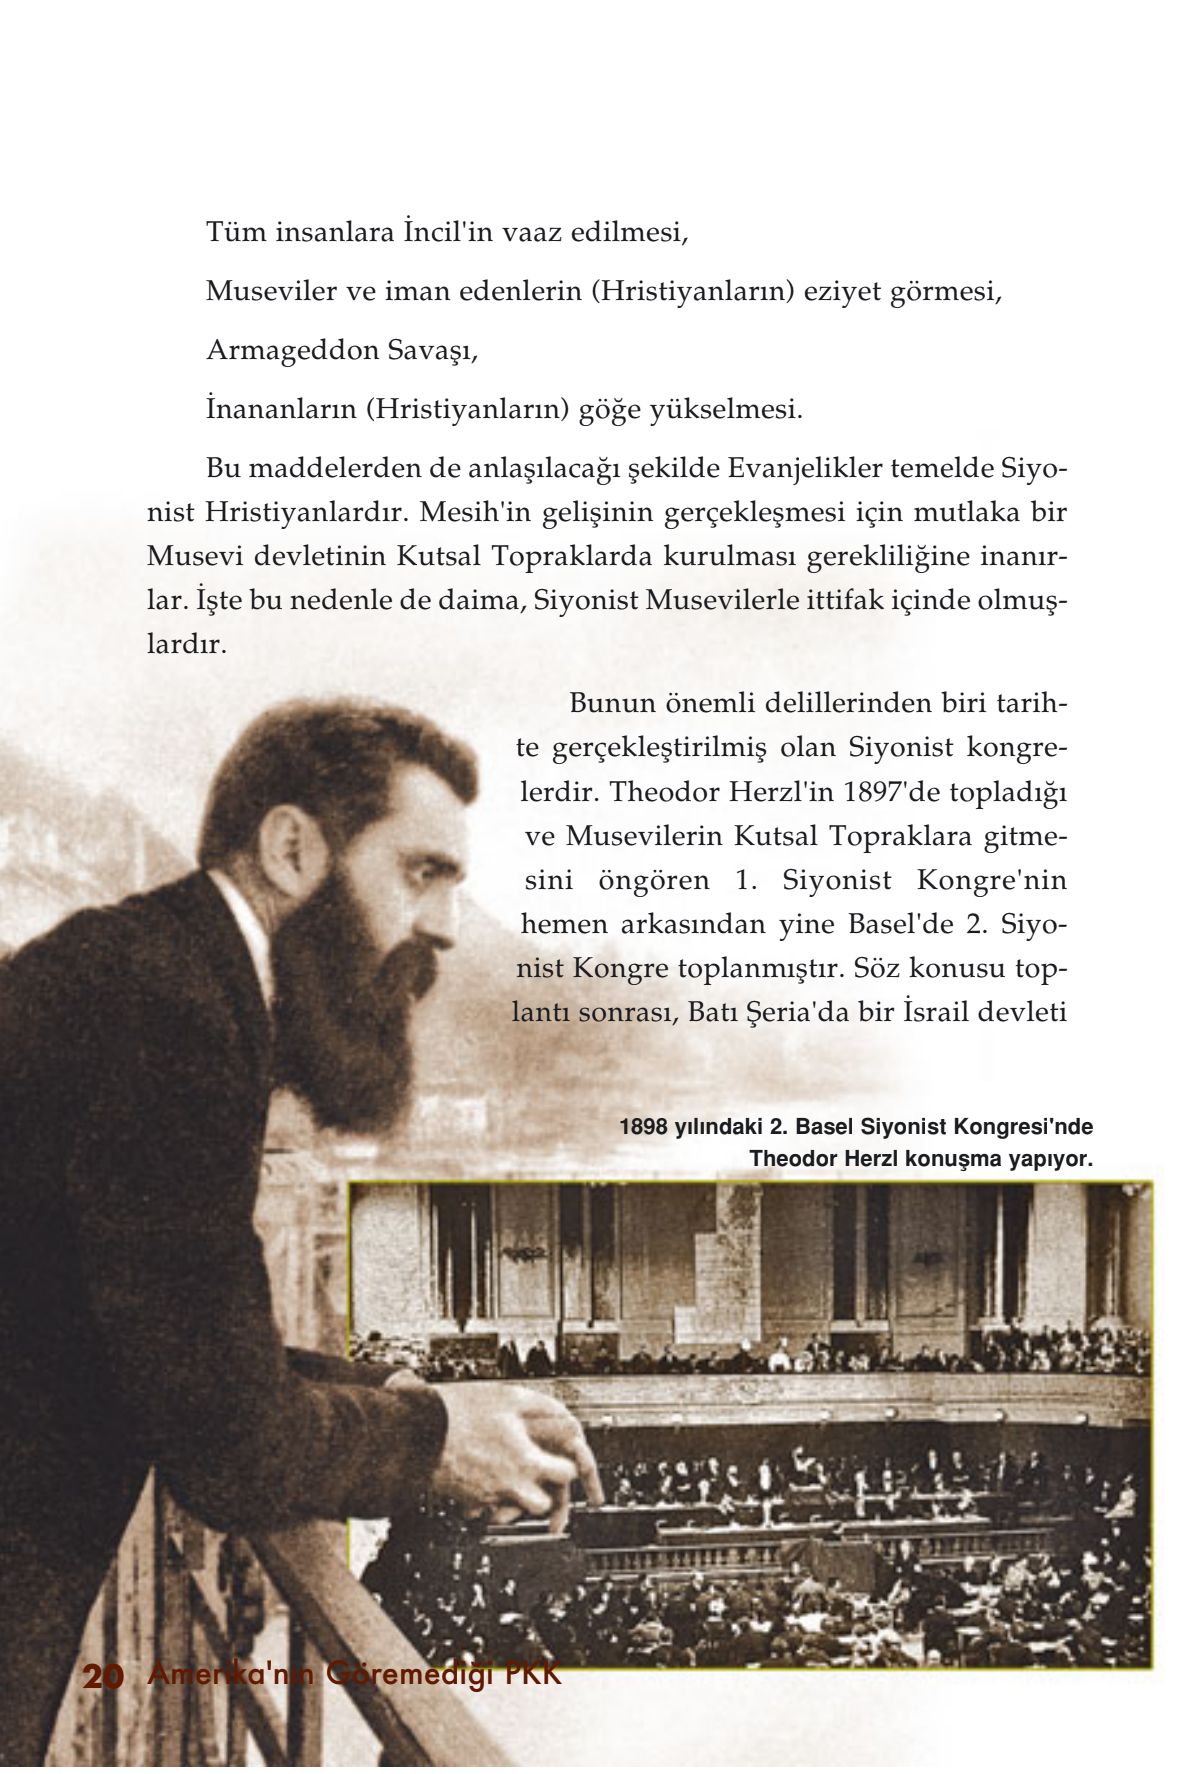 Tüm insanlara İncil'in vaaz edilmesi,
Museviler ve iman edenlerin (Hristiyanların) eziyet görmesi,
Armageddon Savaşı,
İnananların (Hristiyanların) göğe yükselmesi.
Bu maddelerden de anlaşılacağı şekilde Evanjelikler temelde Siyo-
nist Hristiyanlardır. Mesih'in gelişinin gerçekleşmesi için mutlaka bir
Musevi devletinin Kutsal Topraklarda kurulması gerekliliğine inanır-
lar. İşte bu nedenle de daima, Siyonist Musevilerle ittifak içinde olmuş-
lardır.
Bunun önemli delillerinden biri tarih-
te gerçekleştirilmiş olan Siyonist kongre-
lerdir. Theodor Herzl'in 1897'de topladığı
ve Musevilerin Kutsal Topraklara gitme-
sini öngören 1. Siyonist Kongre'nin
hemen arkasından yine Basel'de 2. Siyo-
nist Kongre toplanmıştır. Söz konusu top-
lantı sonrası, Batı Şeria'da bir İsrail devleti
1898 yılındaki 2. Basel Siyonist Kongresi'nde
Theodor Herzl konuşma yapıyor.
20 Amerika'nın Göremediği PKK